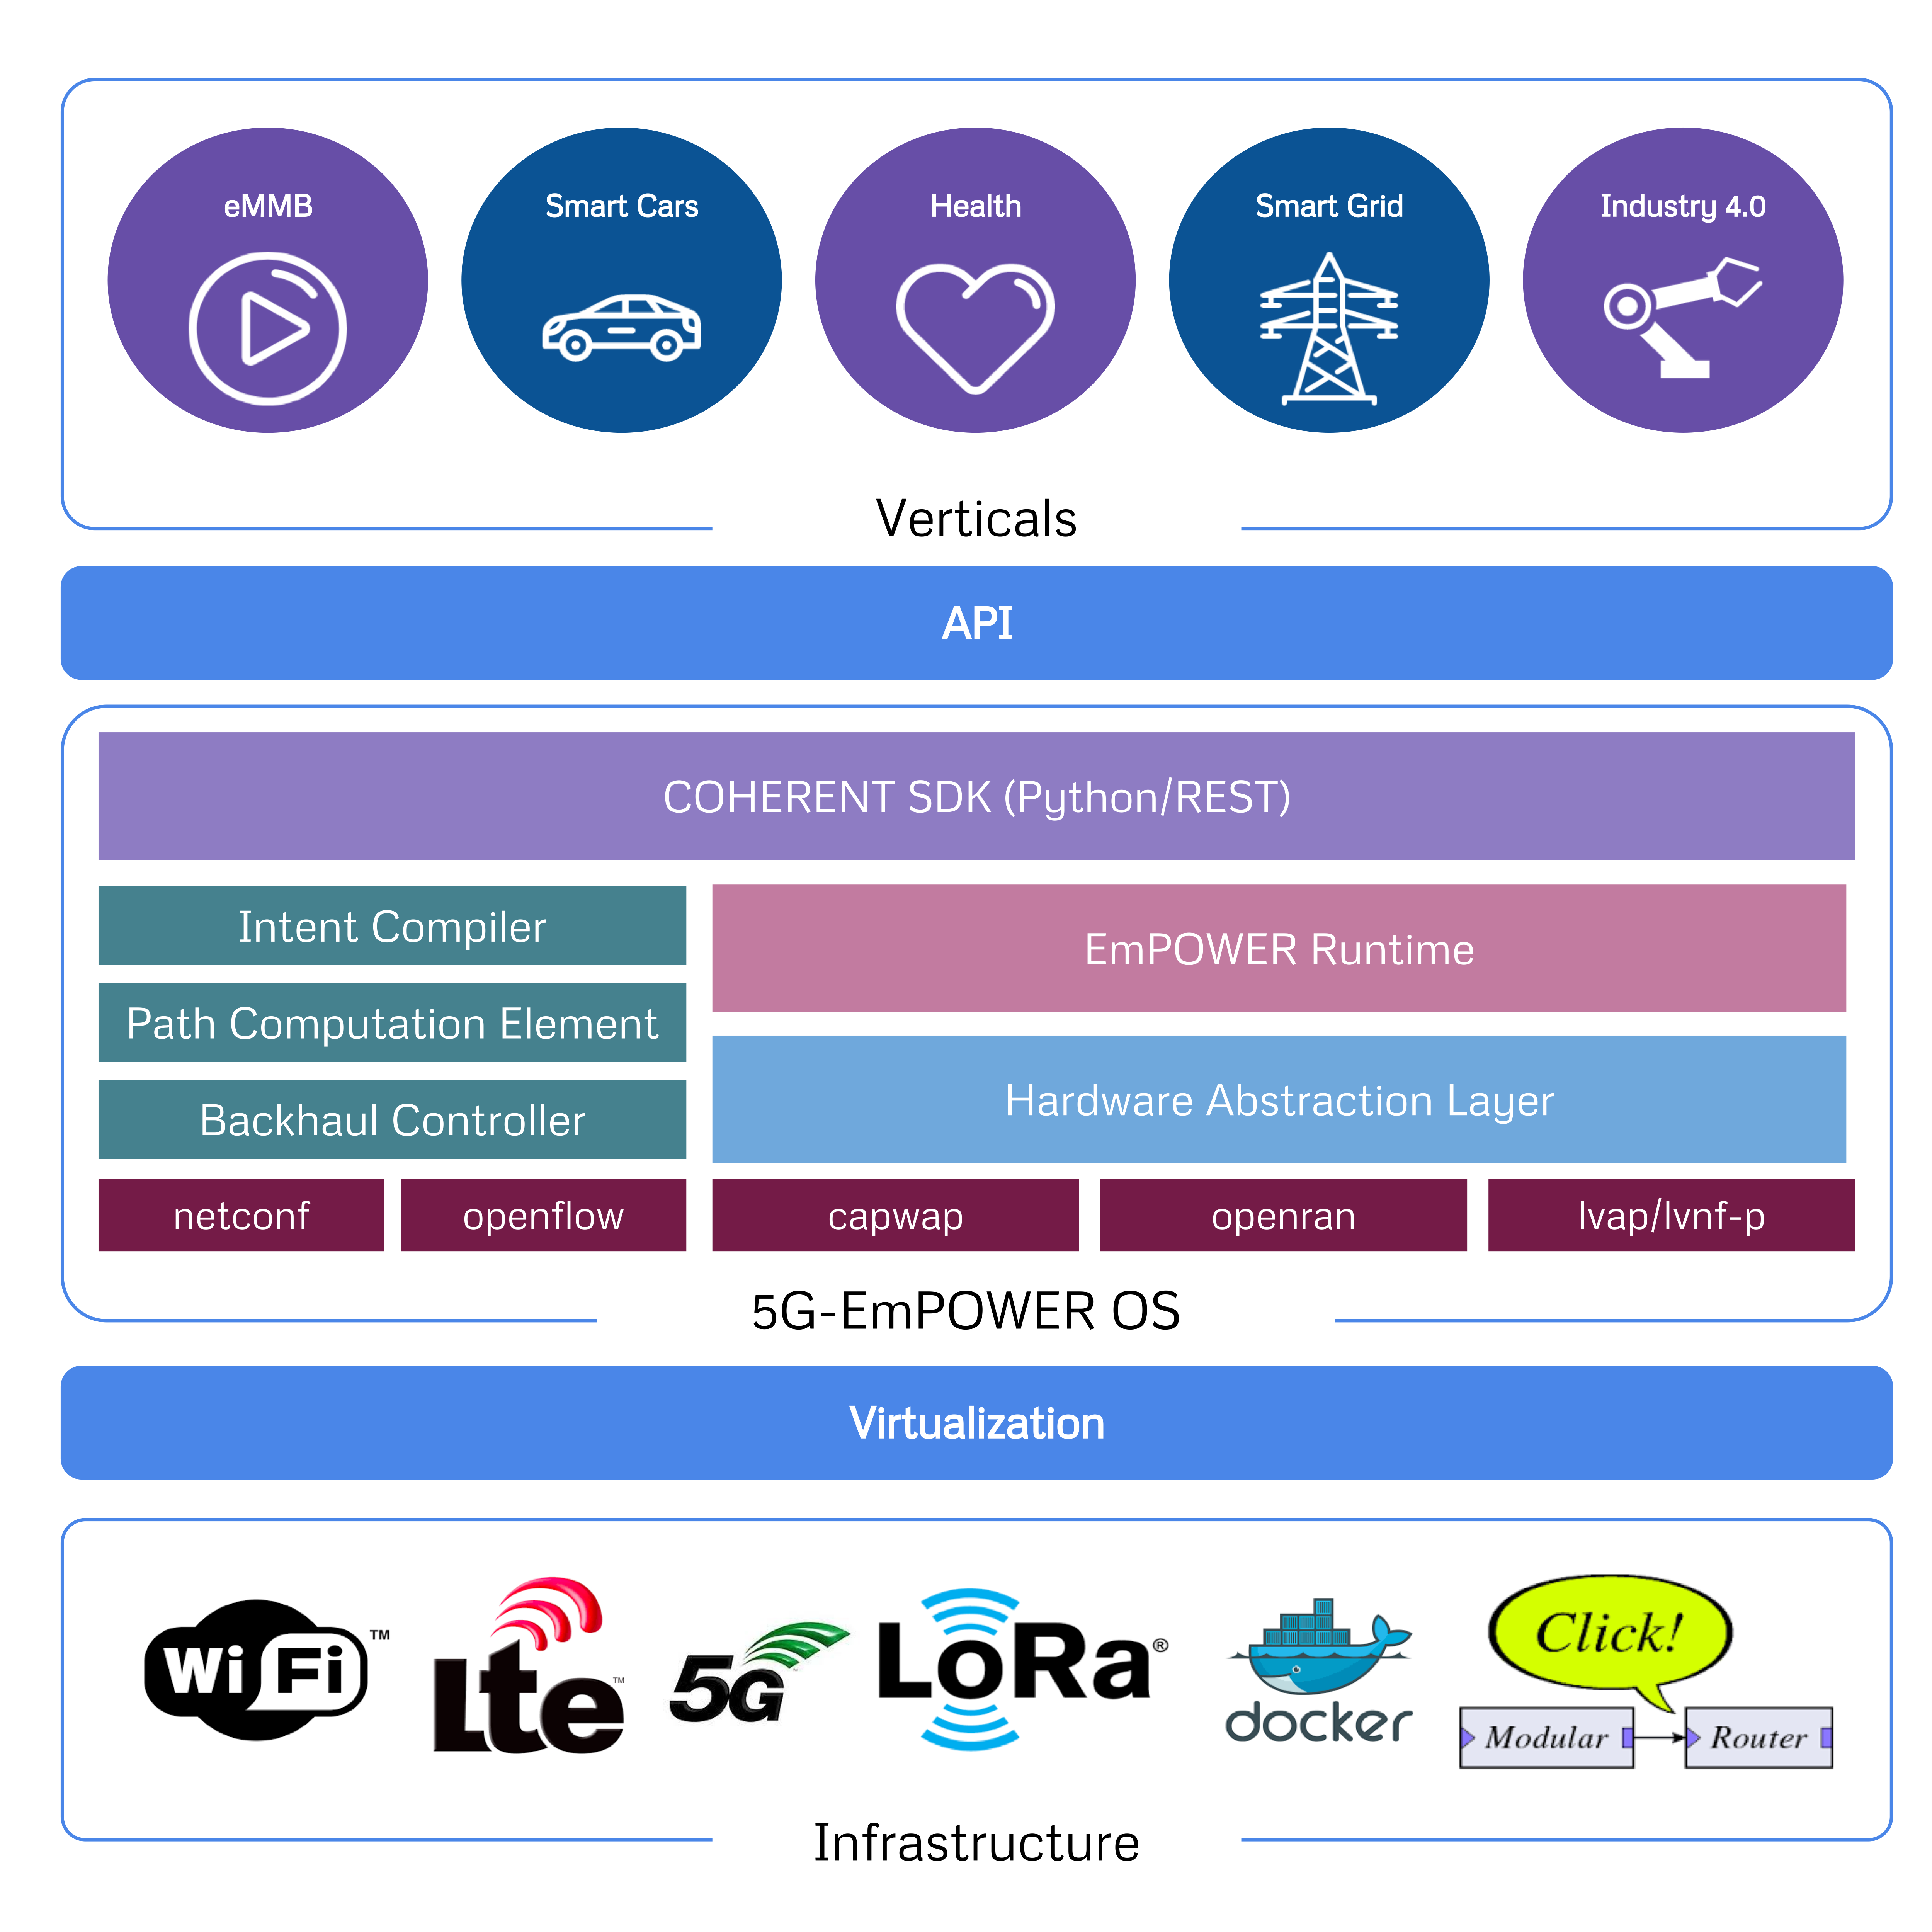 eMMB
Smart Cars
Health
Smart Grid
Industry 4.0
Verticals
API
COHERENT SDK (Python/REST)
Intent Compiler
EmPOWER Runtime
Path Computation Element
Hardware Abstraction Layer
Backhaul Controller
netconf
openflow
capwap
openran
lvap/lvnf-p
5G-EmPOWER OS
Virtualization
Wi Fi ™
Lte ™
5G ™
LoRa ®
docker
Click!
Modular
Router
Infrastructure